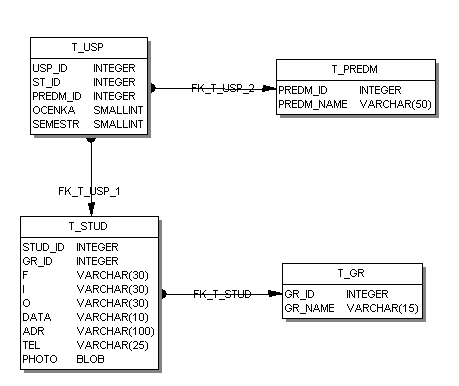 T_USP
USP_ID INTEGER
ST_ID INTEGER
PREDM_ID INTEGER
OCENKA SMALLINT
SEMESTR SMALLINT
FK_T_USP_2
T_PREDM
PREDM_ID INTEGER
PREDM_NAME VARCHAR(50)
FK_T_USP_1
T_STUD
STUD_ID INTEGER
GR_ID INTEGER
F VARCHAR(30)
I VARCHAR(30)
O VARCHAR(30)
DATA VARCHAR(10)
ADR VARCHAR(100)
TEL VARCHAR(25)
PHOTO BLOB
FK_T_STUD
T_GR
GR_ID INTEGER
GR_NAME VARCHAR(15)